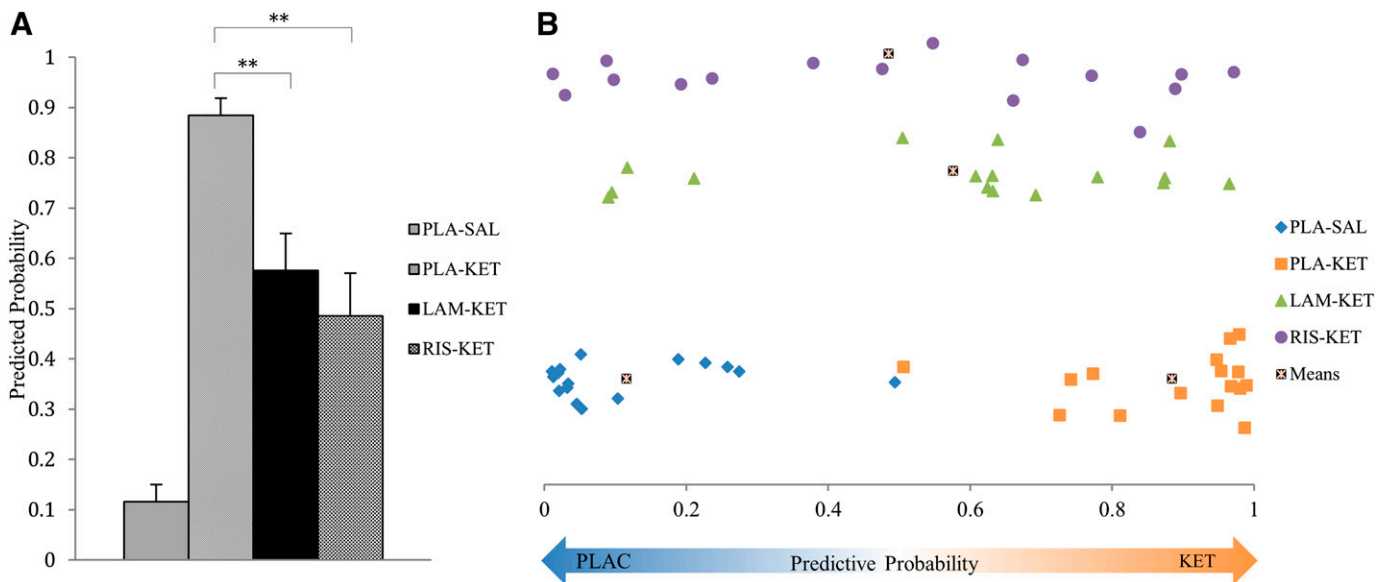 A
**
**
1
0.9
0.8
0.7
0.6
0.5
0.4
0.3
0.2
0.1
0
Predicted Probability
PLA-SAL
PLA-KET
LAM-KET
RIS-KET
B
PLA-SAL
PLA-KET
LAM-KET
RIS-KET
Means
0 0.2 0.4 0.6 0.8 1
PLAC Predictive Probability KET